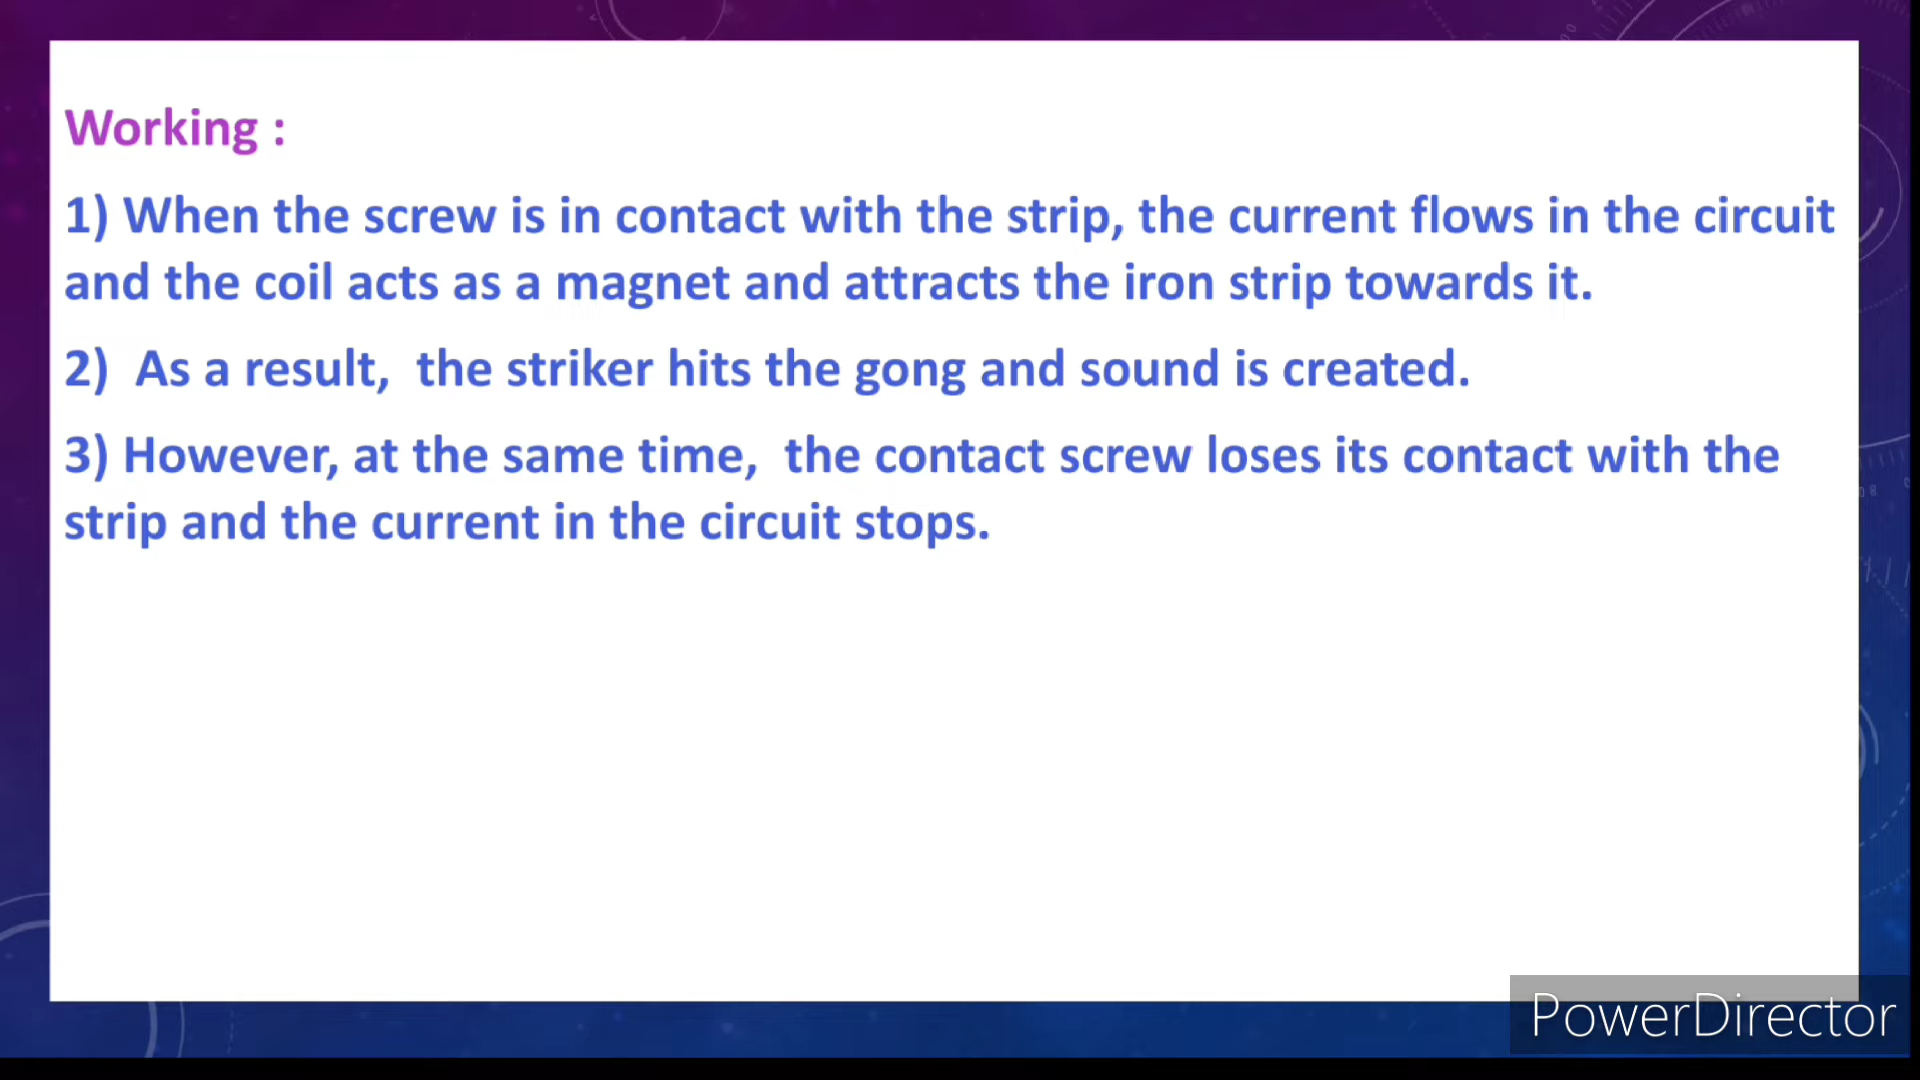 Working :
1) When the screw is in contact with the strip, the current flows in the circuit
and the coil acts as a magnet and attracts the iron strip towards it.
2)  As a result,  the striker hits the gong and sound is created.
3) However, at the same time,  the contact screw loses its contact with the
strip and the current in the circuit stops.
PowerDirector